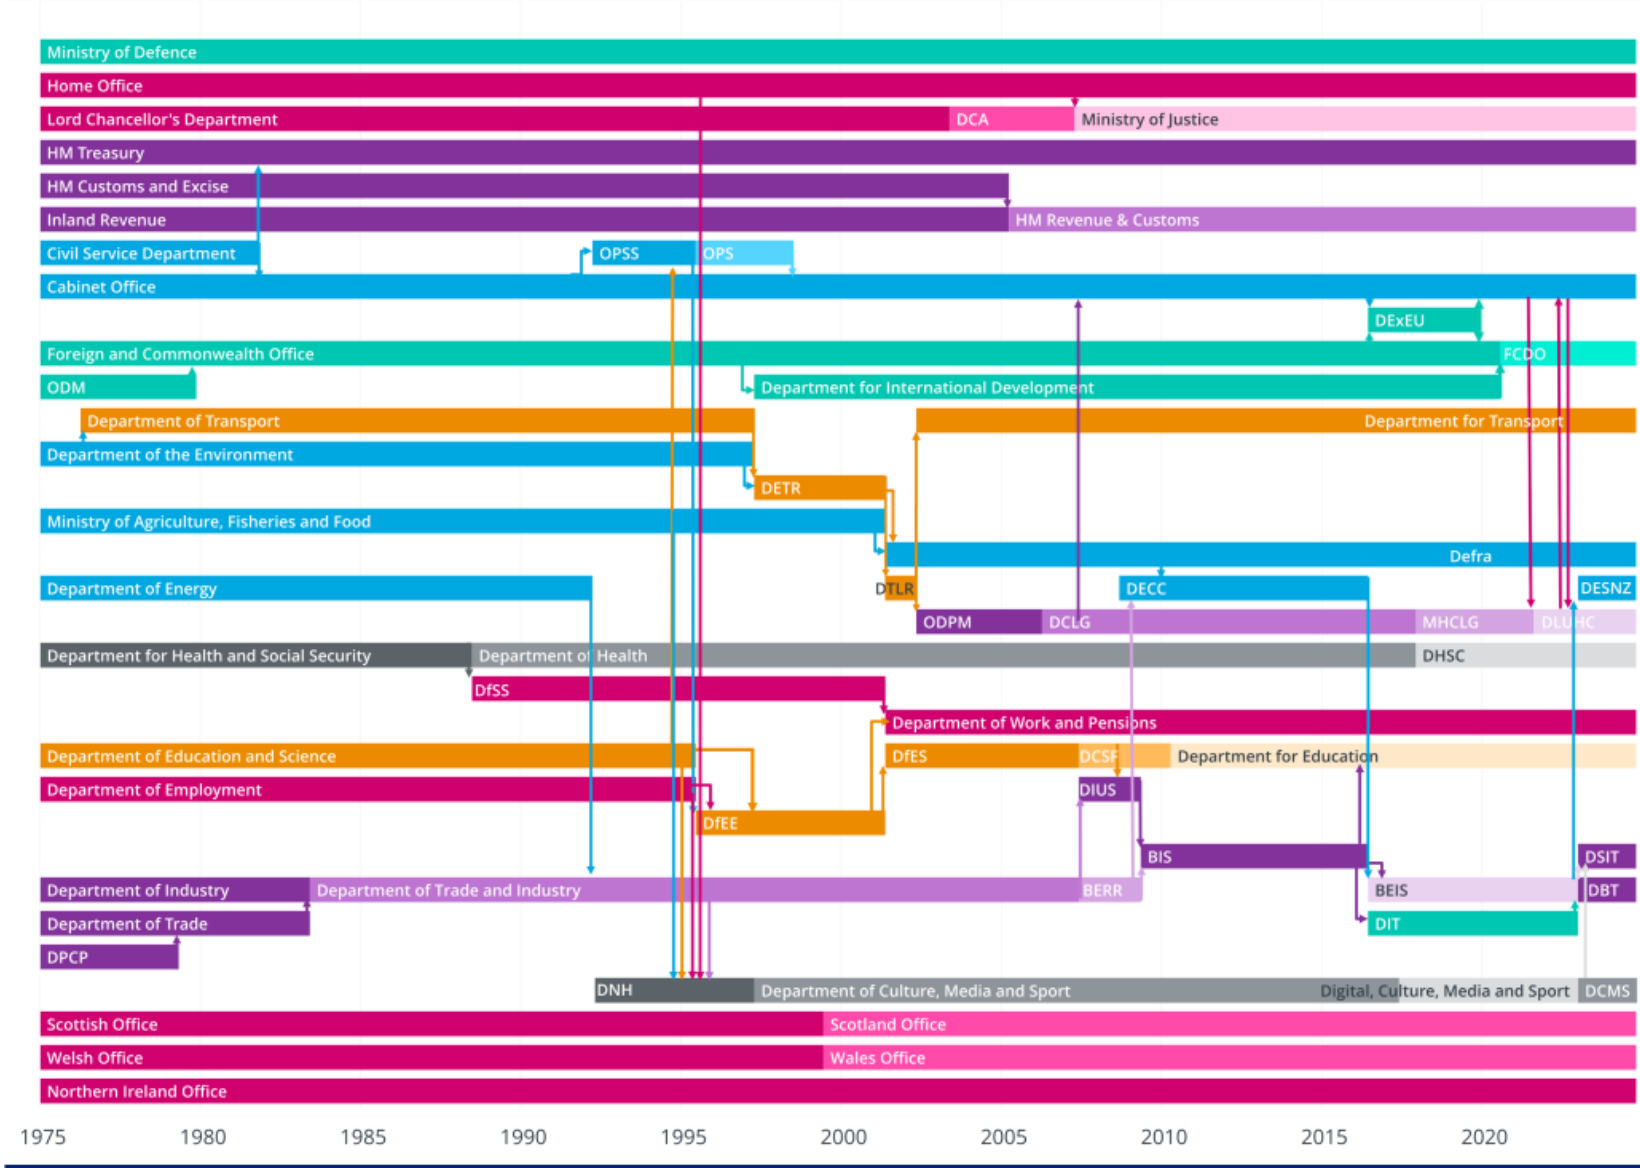 Ministry of Defence
Home Office
Lord Chancellor's Department DCA Ministry of Justice
HM Treasury
HM Customs and Excise
Inland Revenue HM Revenue & Customs
Civil Service Department OPSS OPS
Cabinet Office
DExEU
Foreign and Commonwealth Office FCDO
ODM Department for International Development
Department of Transport Department for Transport
Department of the Environment
DETR
Ministry of Agriculture, Fisheries and Food
Defra
Department of Energy DTLR DECC DESNZ
ODPM DCLG MHCLG DLUHC
Department for Health and Social Security Department of Health DHSC
DfSS
Department of Work and Pensions
Department of Education and Science DfES DCSF Department for Education
Department of Employment DIUS
DfEE
BIS DSIT
Department of Industry Department of Trade and Industry BERR BEIS DBT
Department of Trade DIT
DPCP
DNH Department of Culture, Media and Sport Digital, Culture, Media and Sport DCMS
Scottish Office Scotland Office
Welsh Office Wales Office
Northern Ireland Office
1975 1980 1985 1990 1995 2000 2005 2010 2015 2020